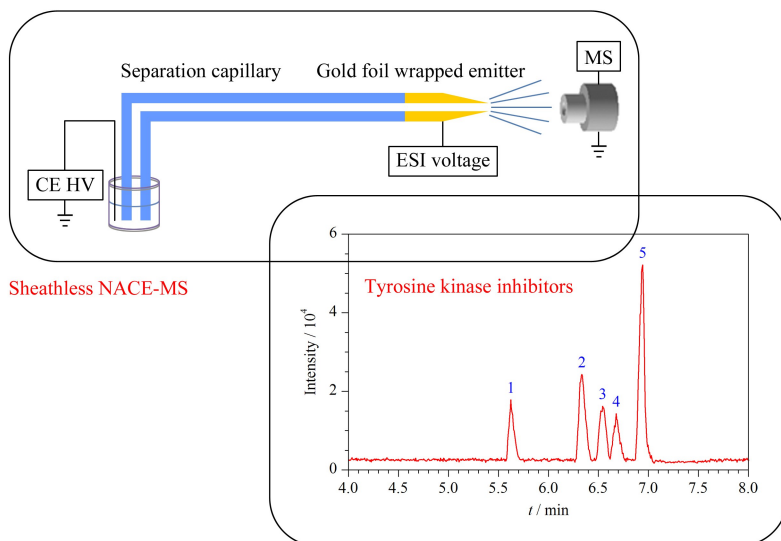 MS
Separation capillary
Gold foil wrapped emitter
ESI voltage
CE HV
Sheathless NACE-MS
Tyrosine kinase inhibitors
Intensity / 10⁴
6
4
2
0
1
2
3
4
5
4.0 4.5 5.0 5.5 6.0 6.5 7.0 7.5 8.0
t / min